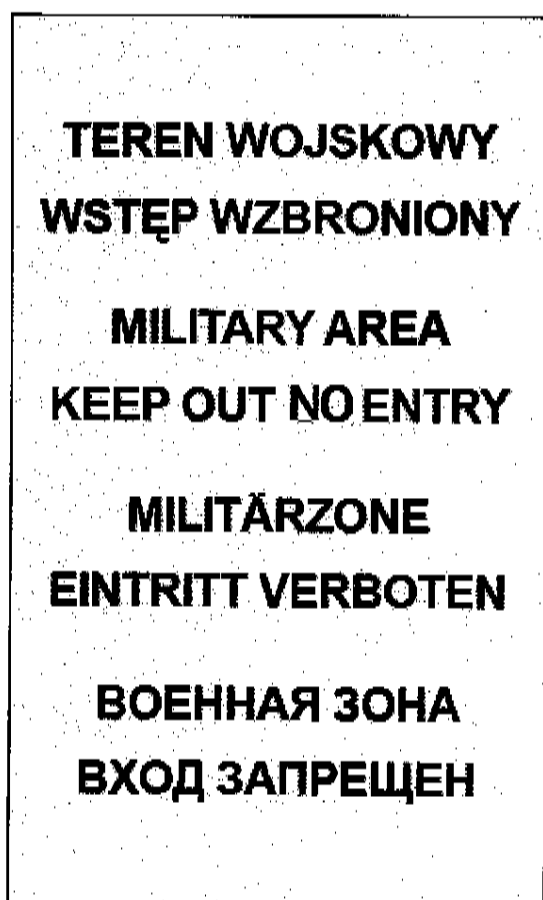 TEREN WOJSKOWY
WSTĘP WZBRONIONY
MILITARY AREA
KEEP OUT NO ENTRY
MILITÄRZONE
EINTRITT VERBOTEN
ВОЕННАЯ ЗОНА
ВХОД ЗАПРЕЩЕН